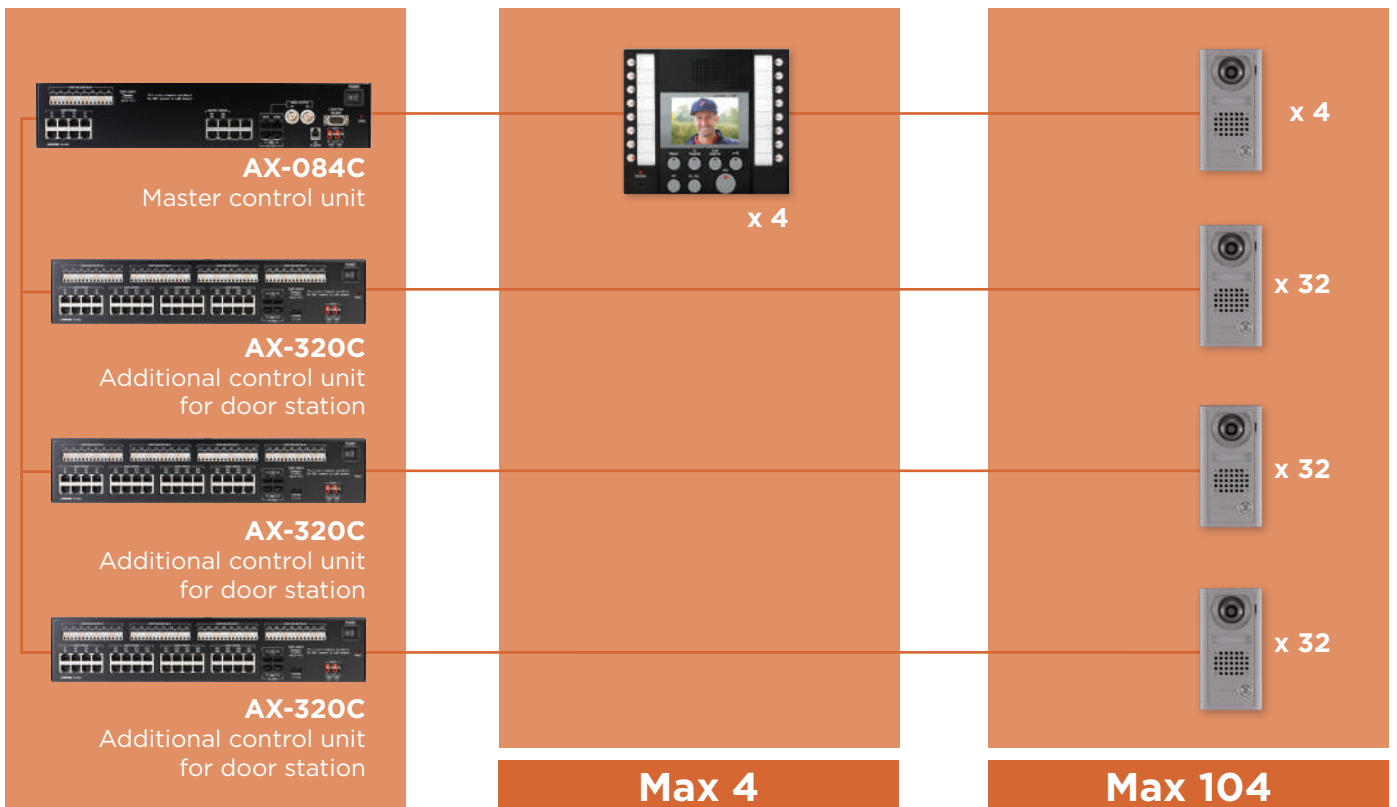 AX-084C
Master control unit
x 4
x 4
AX-320C
Additional control unit
for door station
x 32
AX-320C
Additional control unit
for door station
x 32
AX-320C
Additional control unit
for door station
x 32
Max 4
Max 104